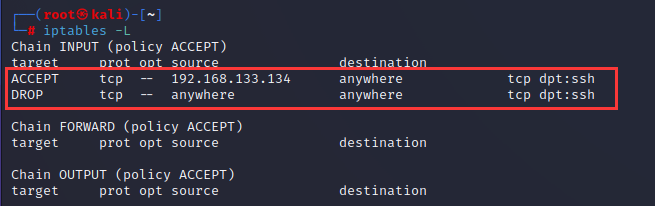 ┌──(root㉿kali)-[~]
└─# iptables -L
Chain INPUT (policy ACCEPT)
target     prot opt source               destination
ACCEPT     tcp  --  192.168.133.134      anywhere             tcp dpt:ssh
DROP       tcp  --  anywhere             anywhere             tcp dpt:ssh
Chain FORWARD (policy ACCEPT)
target     prot opt source               destination
Chain OUTPUT (policy ACCEPT)
target     prot opt source               destination